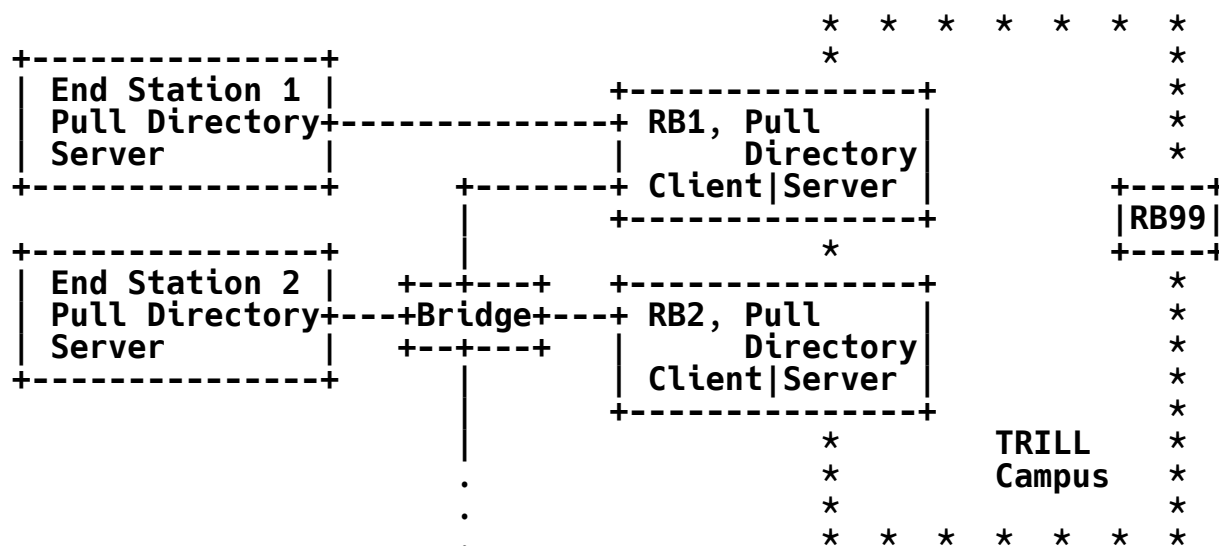 End Station 1
Pull Directory
Server
RB1, Pull
Directory
Client|Server
RB99
End Station 2
Pull Directory
Server
Bridge
RB2, Pull
Directory
Client|Server
TRILL
Campus